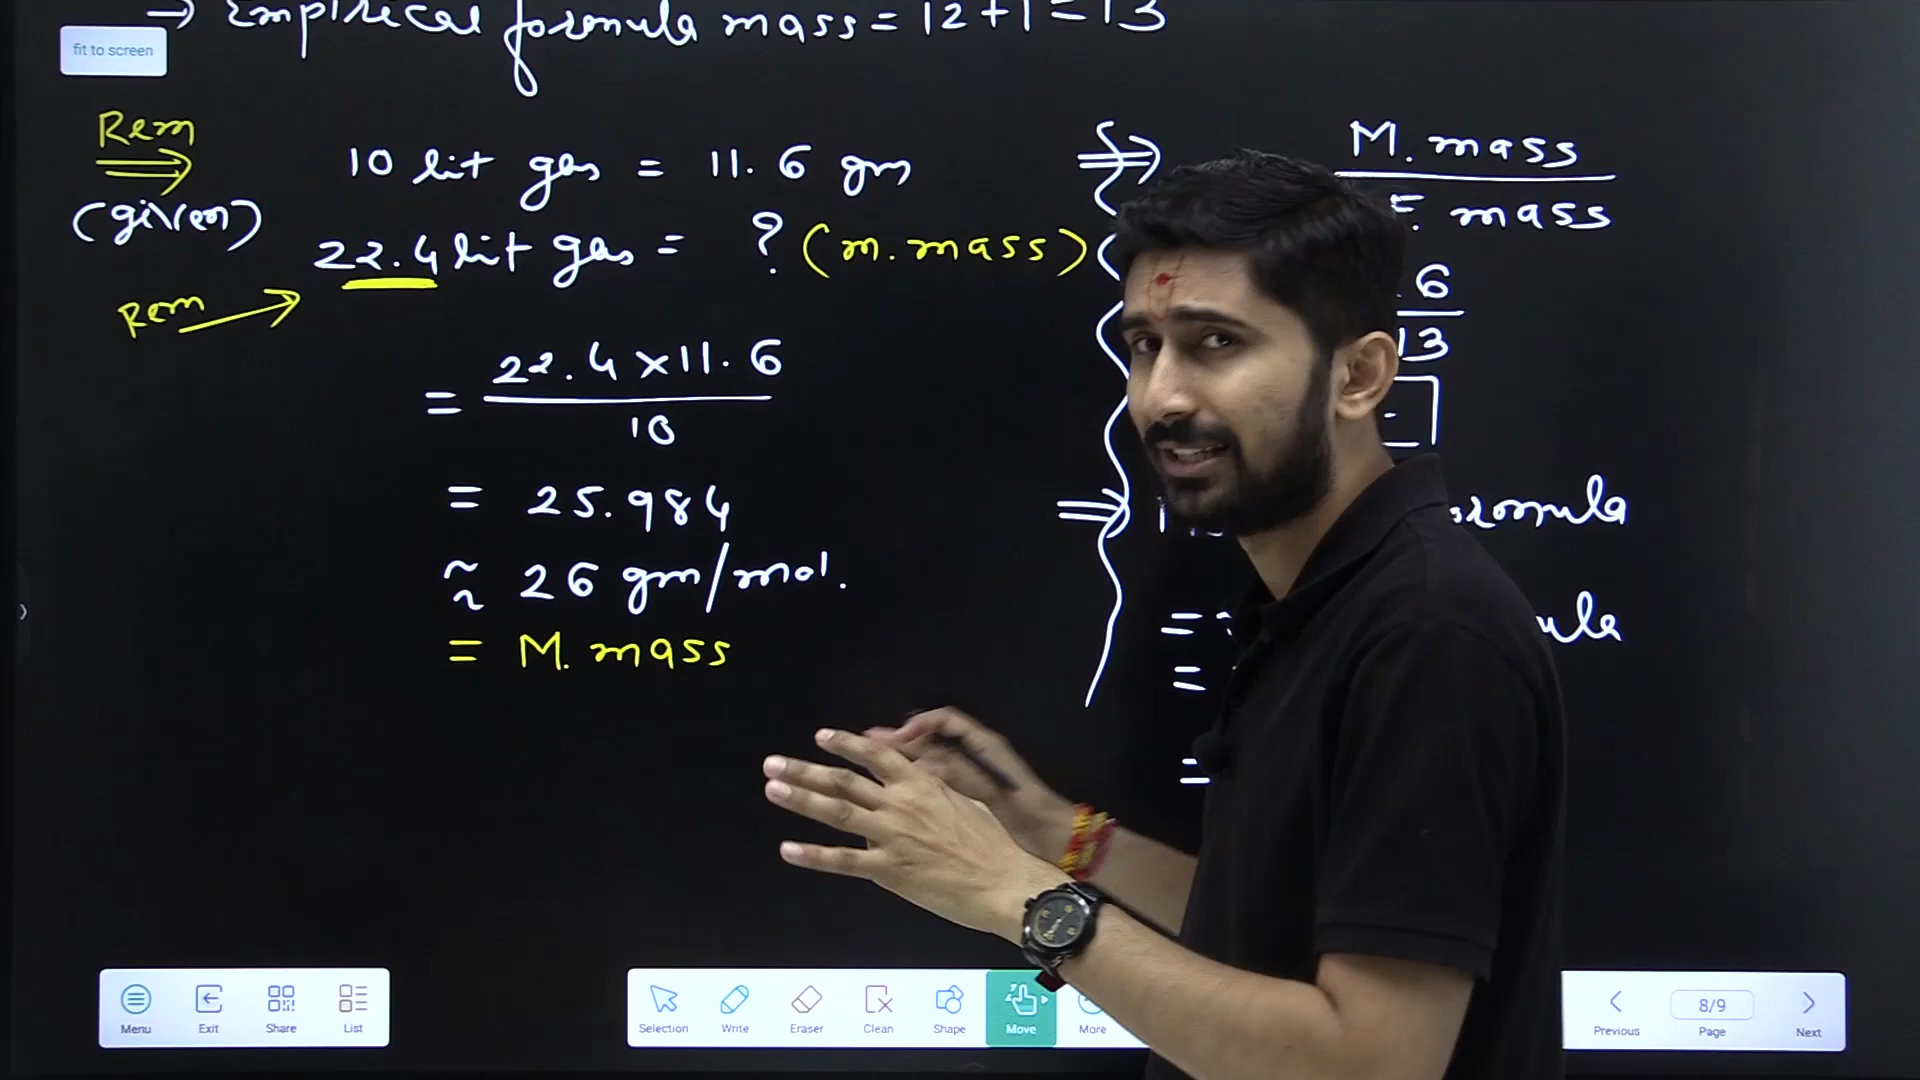 → Empirical formula mass = 12+1 = 13
fit to screen
Rem
(given)
10 lit gas = 11.6 gm
22.4 lit gas = ? (m.mass)
Rem
= 22.4 x 11.6
10
= 25.984
≈ 26 gm/mol.
= M. mass
⇒ M. mass
F. mass
.6
13
⇒
=
=
=
Menu
Exit
Share
List
Selection
Write
Eraser
Clean
Shape
Move
More
Previous
8/9
Page
Next